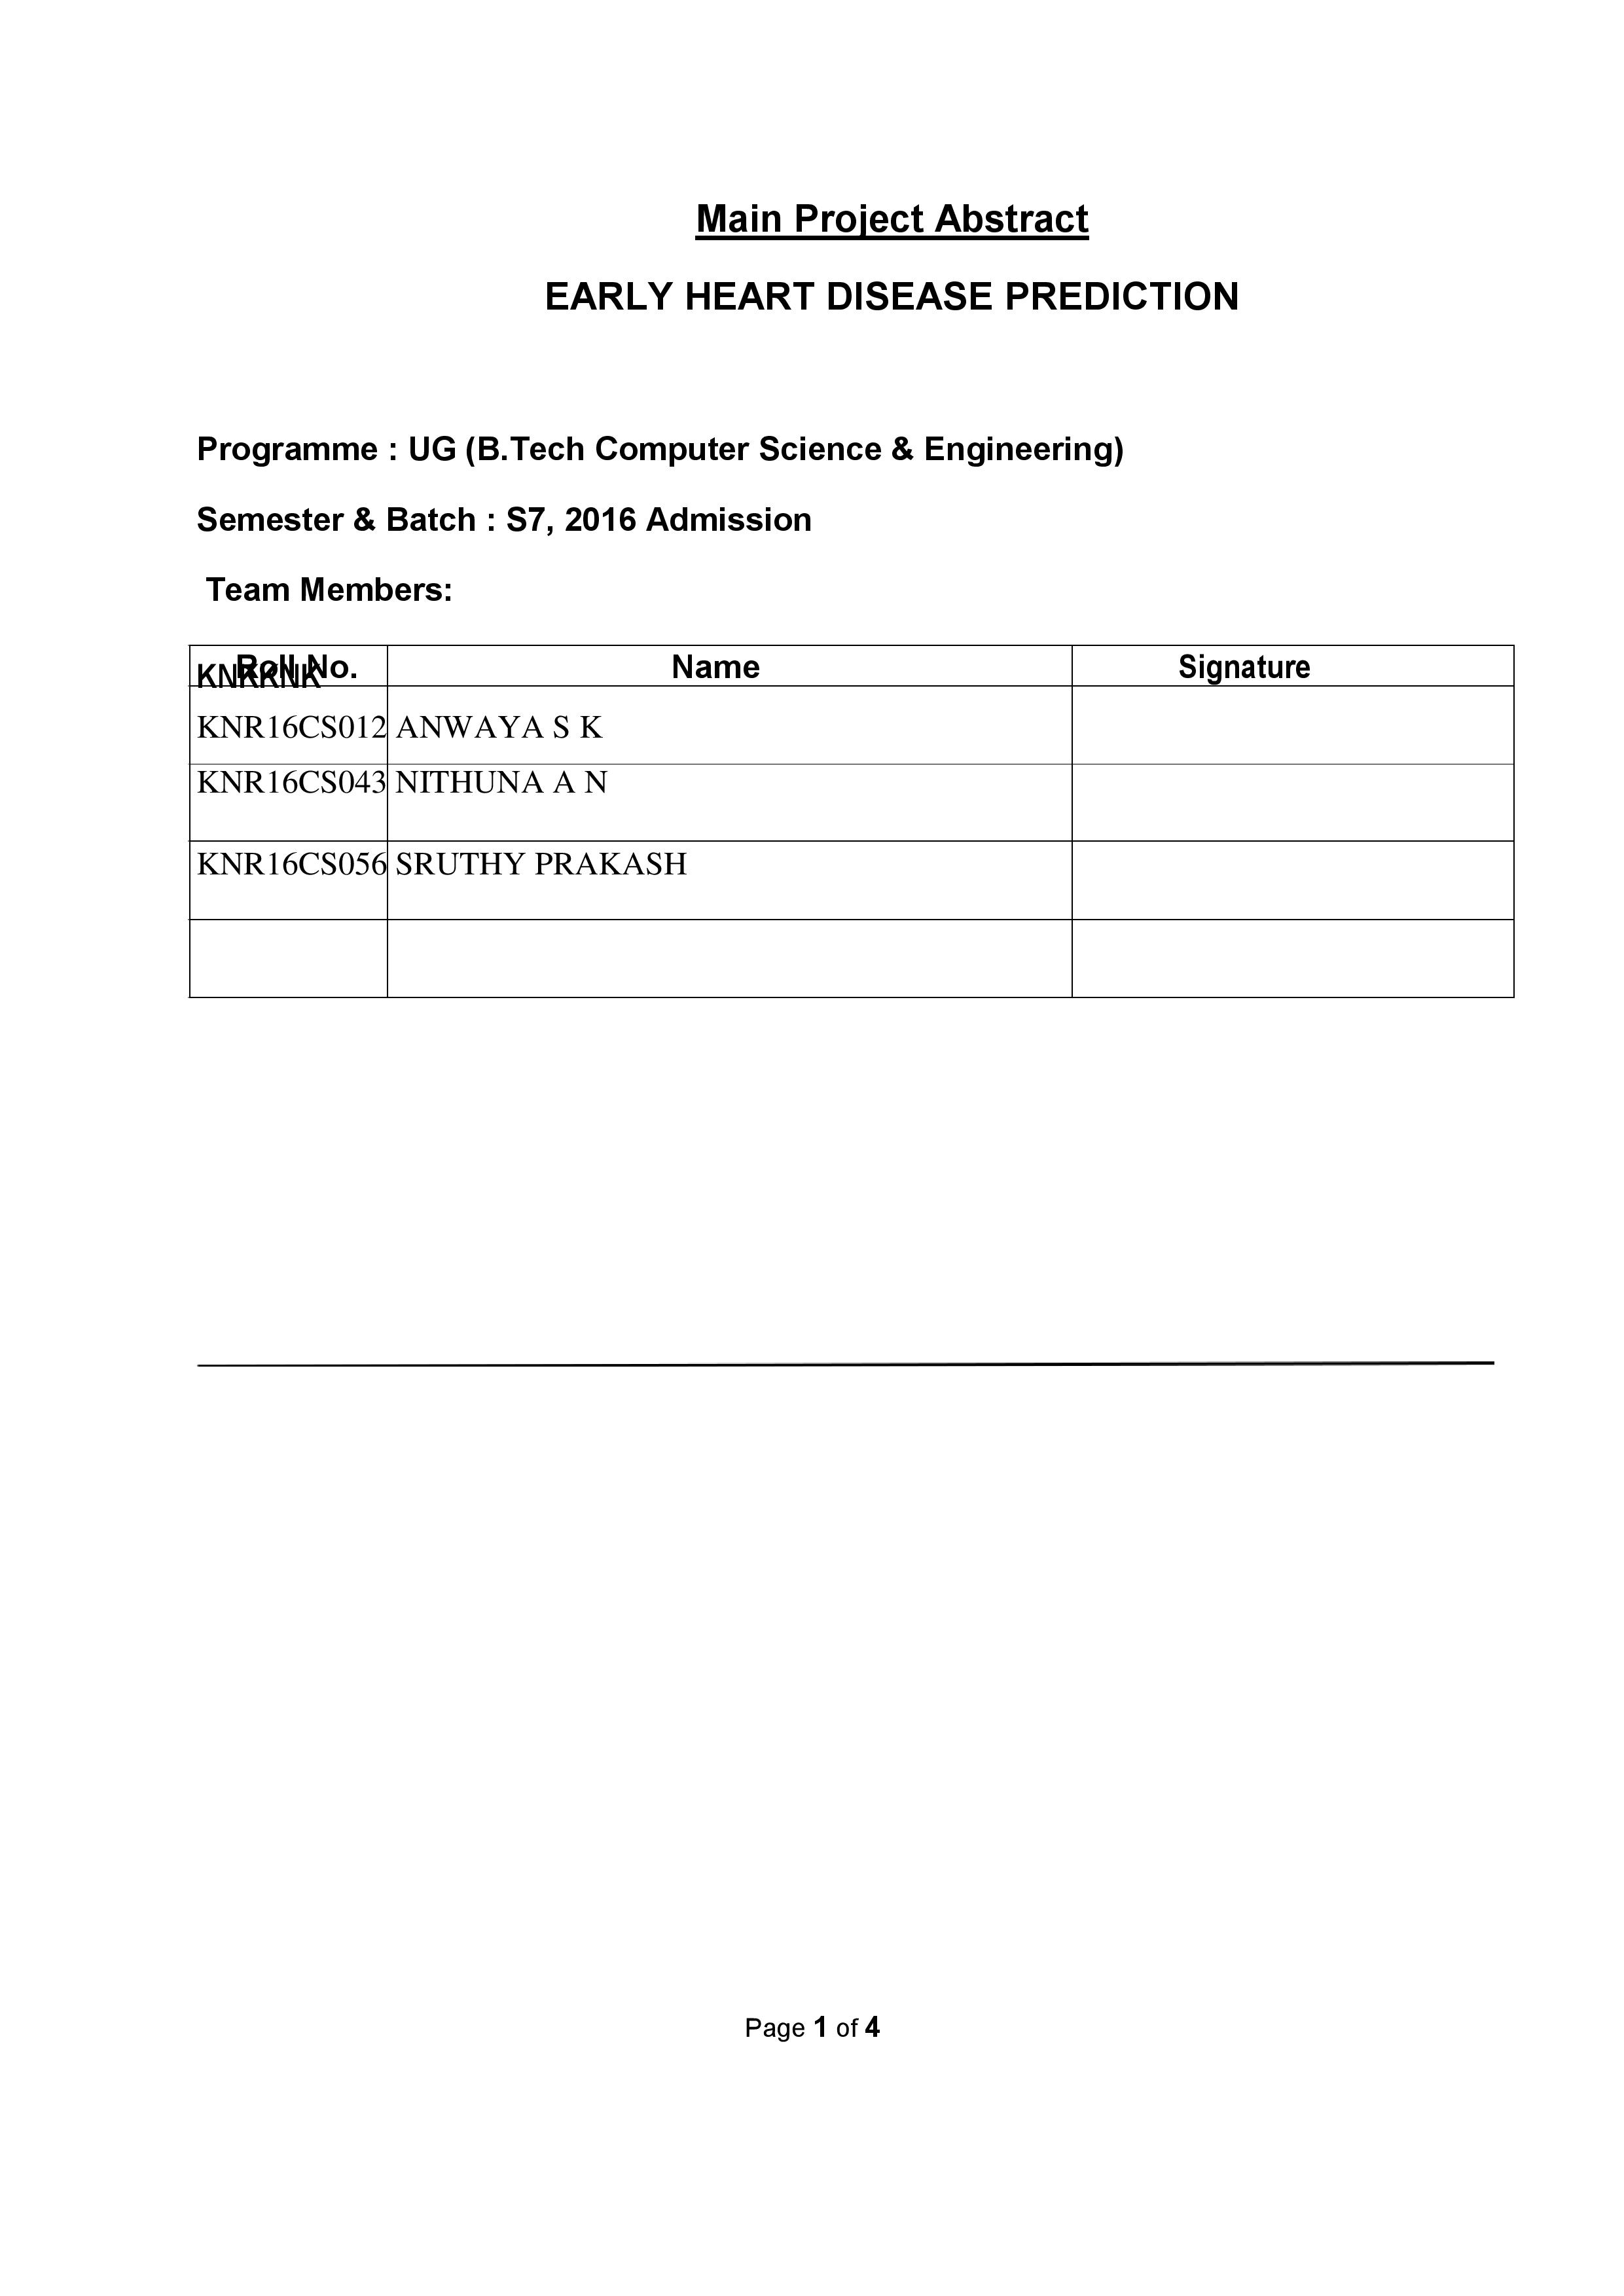 Main Project Abstract
EARLY HEART DISEASE PREDICTION
Programme : UG (B.Tech Computer Science & Engineering)
Semester & Batch : S7, 2016 Admission
Team Members:
Roll No. Name Signature
KNRKNK
KNR16CS012 ANWAYA S K
KNR16CS043 NITHUNA A N
KNR16CS056 SRUTHY PRAKASH
Page 1 of 4